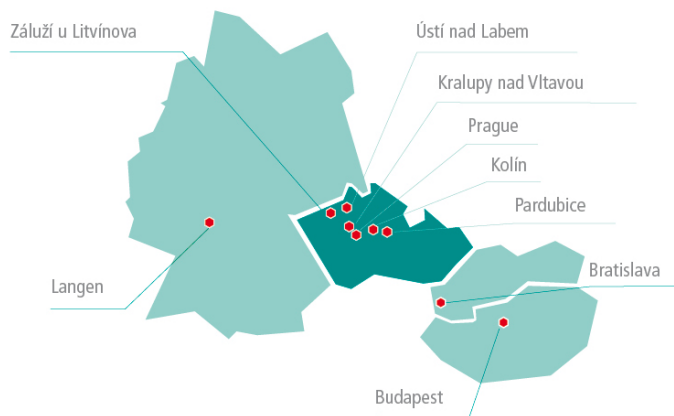 Záluží u Litvínova
Ústí nad Labem
Kralupy nad Vltavou
Prague
Kolín
Pardubice
Bratislava
Langen
Budapest